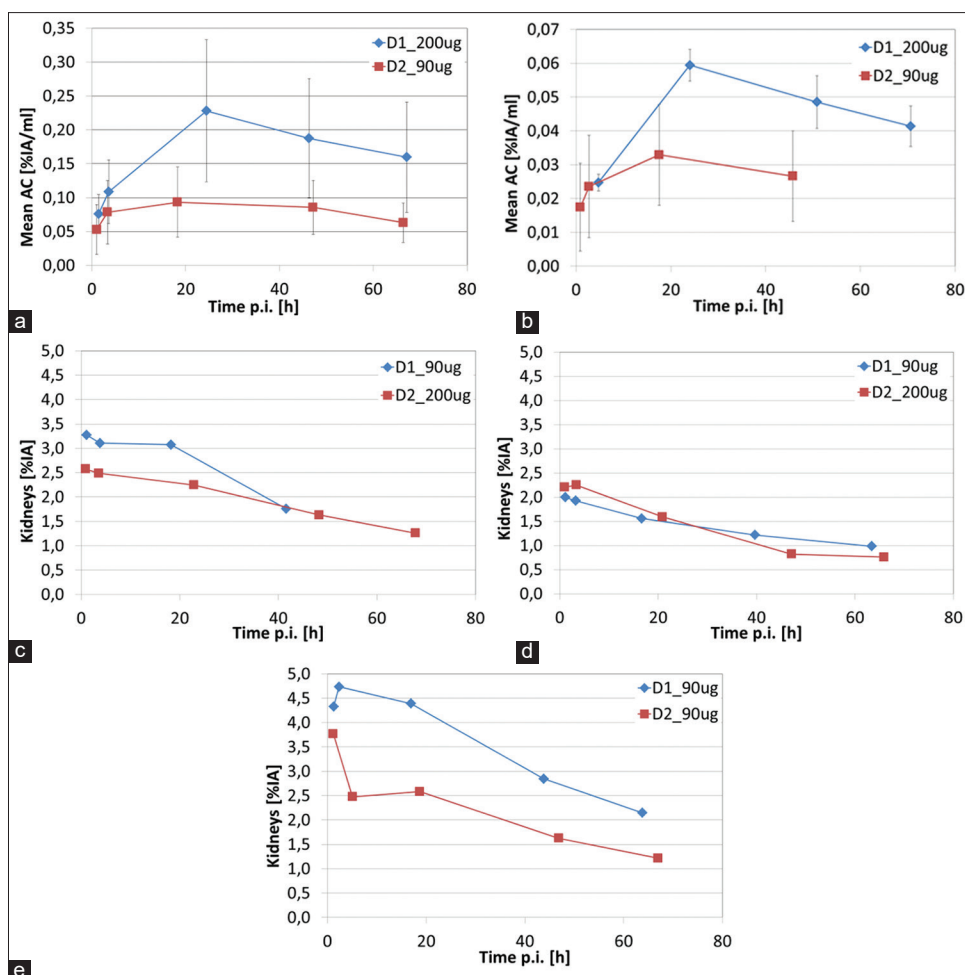 0,35
0,30
0,25
0,20
0,15
0,10
0,05
0,00
Mean AC [%IA/ml]
D1_200ug
D2_90ug
0 20 40 60 80
Time p.i. [h]
a
0,07
0,06
0,05
0,04
0,03
0,02
0,01
0,00
Mean AC [%IA/ml]
D1_200ug
D2_90ug
0 20 40 60 80
Time p.i. [h]
b
5,0
4,5
4,0
3,5
3,0
2,5
2,0
1,5
1,0
0,5
0,0
Kidneys [%IA]
D1_90ug
D2_200ug
0 20 40 60 80
Time p.i. [h]
c
5,0
4,5
4,0
3,5
3,0
2,5
2,0
1,5
1,0
0,5
0,0
Kidneys [%IA]
D1_90ug
D2_200ug
0 20 40 60 80
Time p.i. [h]
d
5,0
4,5
4,0
3,5
3,0
2,5
2,0
1,5
1,0
0,5
0,0
Kidneys [%IA]
D1_90ug
D2_90ug
0 20 40 60 80
Time p.i. [h]
e